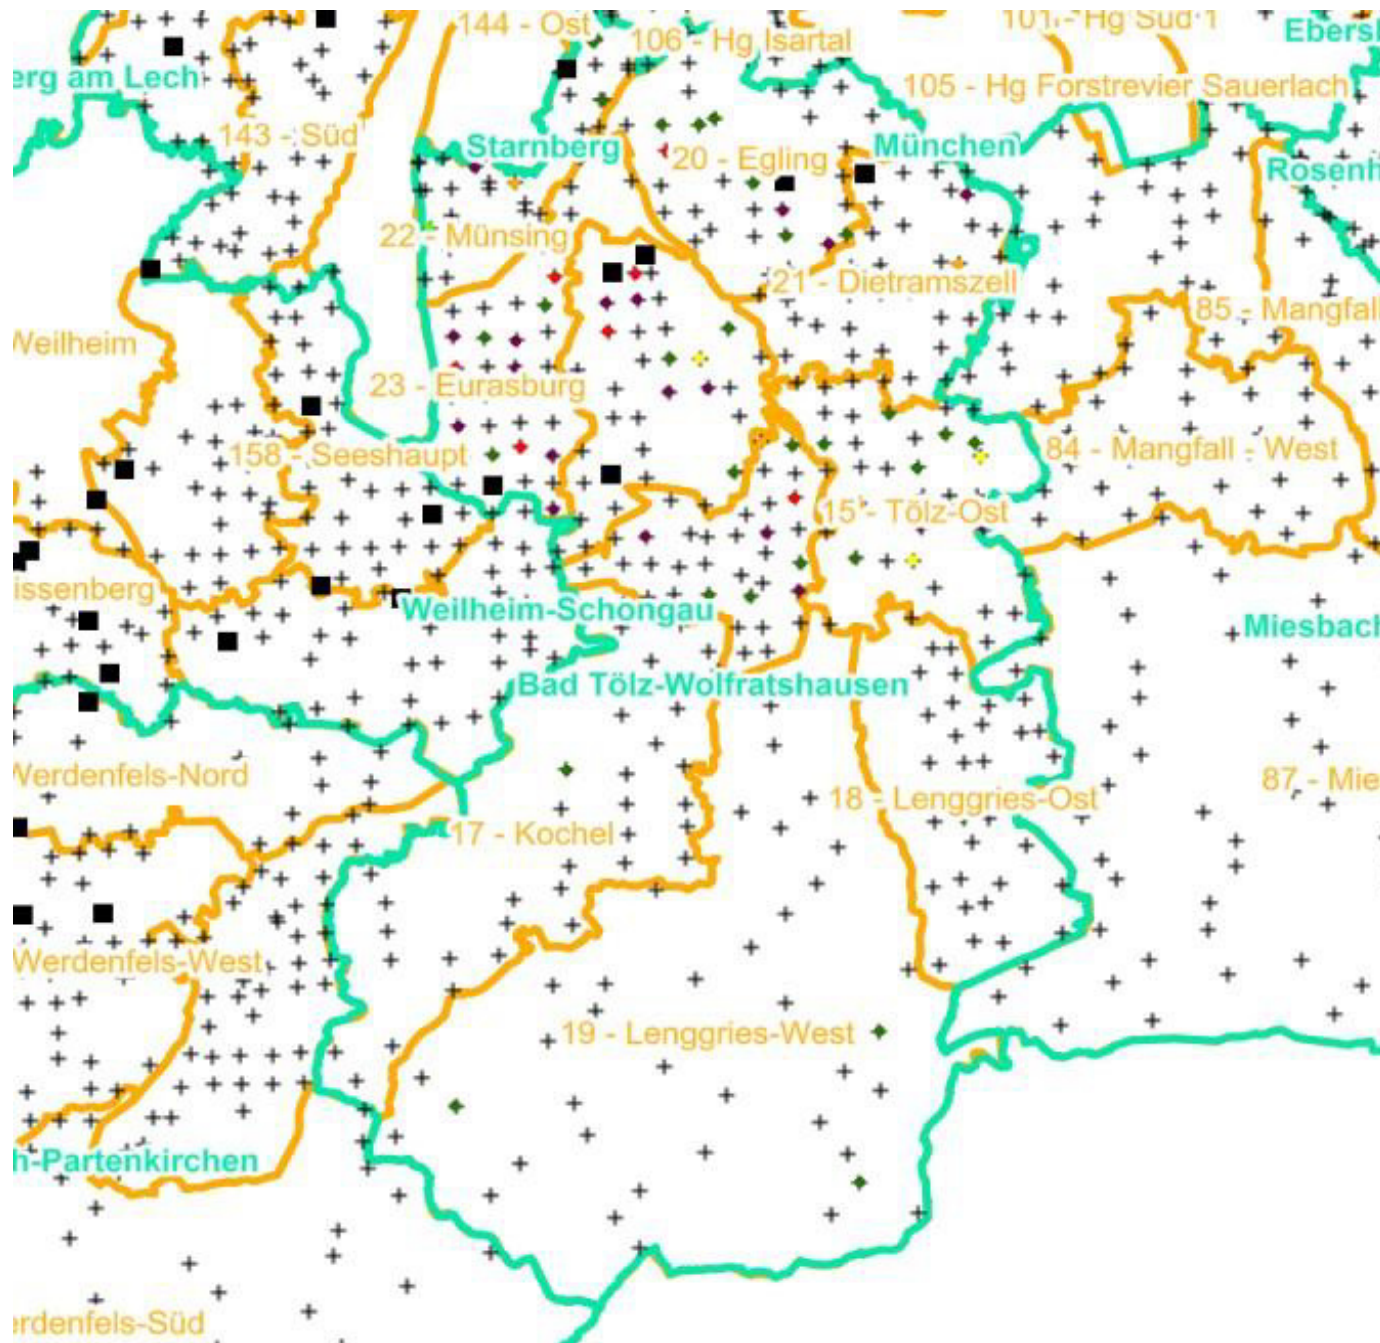 101 - Hg Süd 1
144 - Ost
106 - Hg Isartal
Ebersl
erg am Lech
105 - Hg Forstrevier Sauerlach
143 - Süd
Starnberg
20 - Egling
München
Rosenh
22 - Münsing
21 - Dietramszell
85 - Mangfall
Weilheim
23 - Eurasburg
158 - Seeshaupt
84 - Mangfall - West
15 - Tölz-Ost
issenberg
Weilheim-Schongau
Miesbach
Bad Tölz-Wolfratshausen
Werdenfels-Nord
87 - Mie
18 - Lenggries-Ost
17 - Kochel
Werdenfels-West
19 - Lenggries-West
h-Partenkirchen
erdenfels-Süd